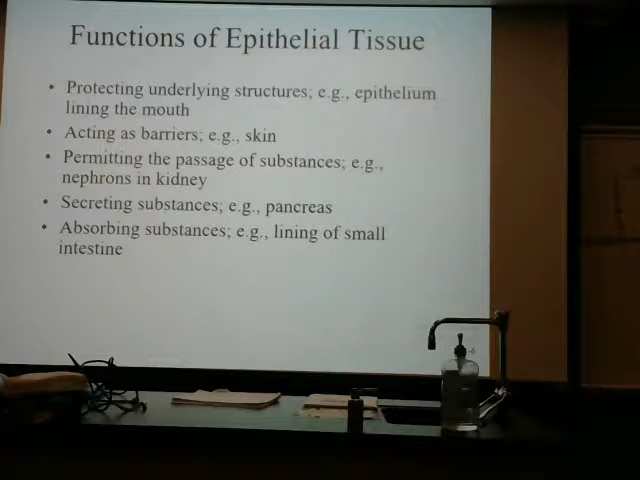 Functions of Epithelial Tissue
• Protecting underlying structures; e.g., epithelium
lining the mouth
• Acting as barriers; e.g., skin
• Permitting the passage of substances; e.g.,
nephrons in kidney
• Secreting substances; e.g., pancreas
• Absorbing substances; e.g., lining of small
intestine